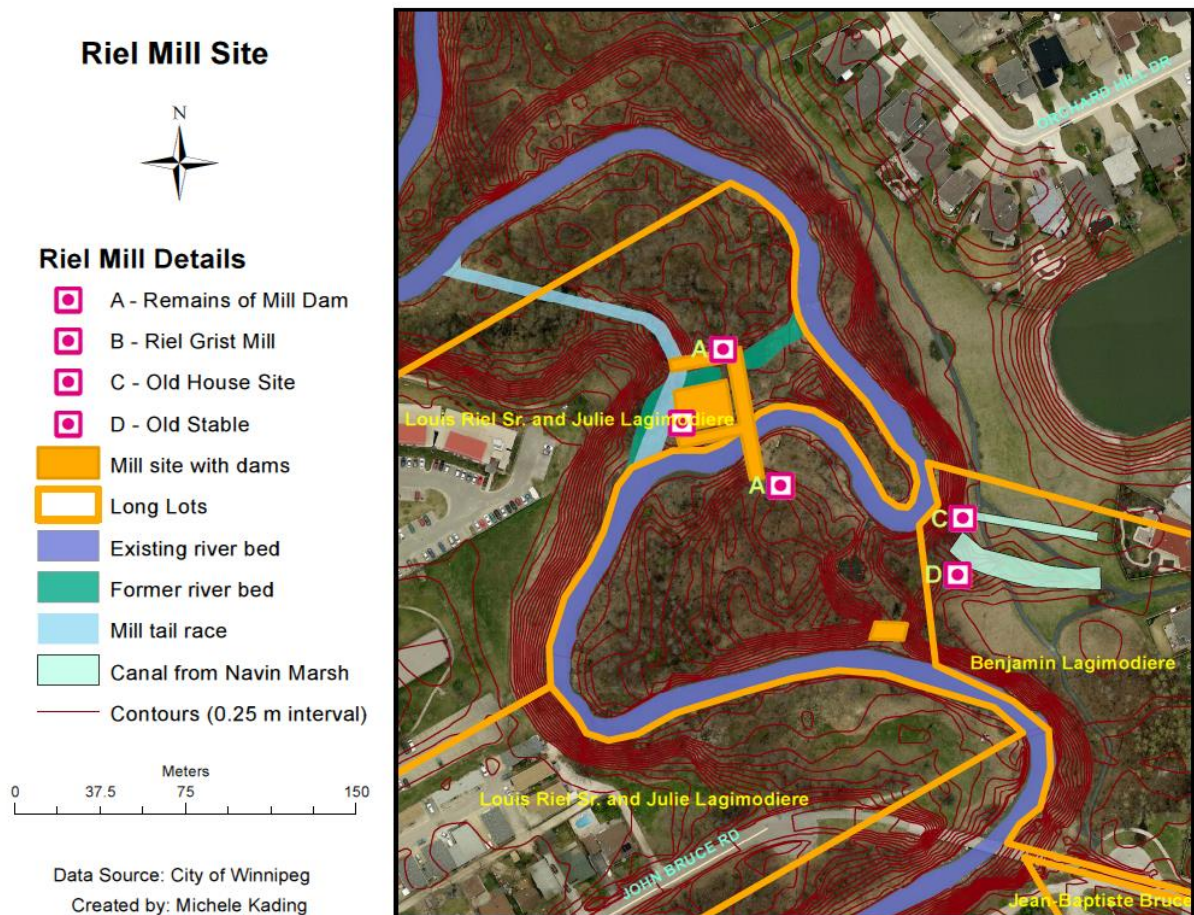 Riel Mill Site
N
Riel Mill Details
A - Remains of Mill Dam
B - Riel Grist Mill
C - Old House Site
D - Old Stable
Mill site with dams
Long Lots
Existing river bed
Former river bed
Mill tail race
Canal from Navin Marsh
Contours (0.25 m interval)
Meters
0 37.5 75 150
Data Source: City of Winnipeg
Created by: Michele Kading
ORCHARD HILL DR
A
Louis Riel Sr. and Julie Lagimodiere
A
C
D
Benjamin Lagimodiere
Louis Riel Sr. and Julie Lagimodiere
JOHN BRUCE RD
Jean-Baptiste Bruce